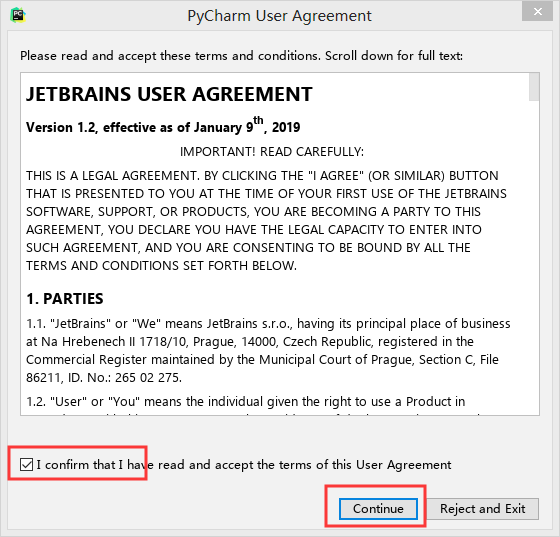 PyCharm User Agreement
Please read and accept these terms and conditions. Scroll down for full text:
JETBRAINS USER AGREEMENT
Version 1.2, effective as of January 9th, 2019
IMPORTANT! READ CAREFULLY:
THIS IS A LEGAL AGREEMENT. BY CLICKING THE "I AGREE" (OR SIMILAR) BUTTON
THAT IS PRESENTED TO YOU AT THE TIME OF YOUR FIRST USE OF THE JETBRAINS
SOFTWARE, SUPPORT, OR PRODUCTS, YOU ARE BECOMING A PARTY TO THIS
AGREEMENT, YOU DECLARE YOU HAVE THE LEGAL CAPACITY TO ENTER INTO
SUCH AGREEMENT, AND YOU ARE CONSENTING TO BE BOUND BY ALL THE
TERMS AND CONDITIONS SET FORTH BELOW.
1. PARTIES
1.1. "JetBrains" or "We" means JetBrains s.r.o., having its principal place of business
at Na Hrebenech II 1718/10, Prague, 14000, Czech Republic, registered in the
Commercial Register maintained by the Municipal Court of Prague, Section C, File
86211, ID. No.: 265 02 275.
1.2. "User" or "You" means the individual given the right to use a Product in
I confirm that I have read and accept the terms of this User Agreement
Continue
Reject and Exit